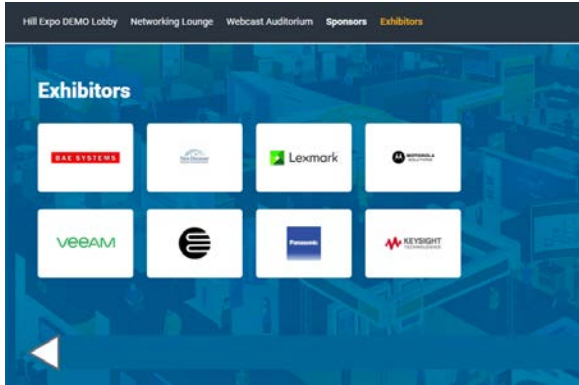 Hill Expo DEMO Lobby Networking Lounge Webcast Auditorium Sponsors Exhibitors
Exhibitors
BAE SYSTEMS
Lexmark
MOTOROLA
SOLUTIONS
veeAM
Panasonic
KEYSIGHT
TECHNOLOGIES